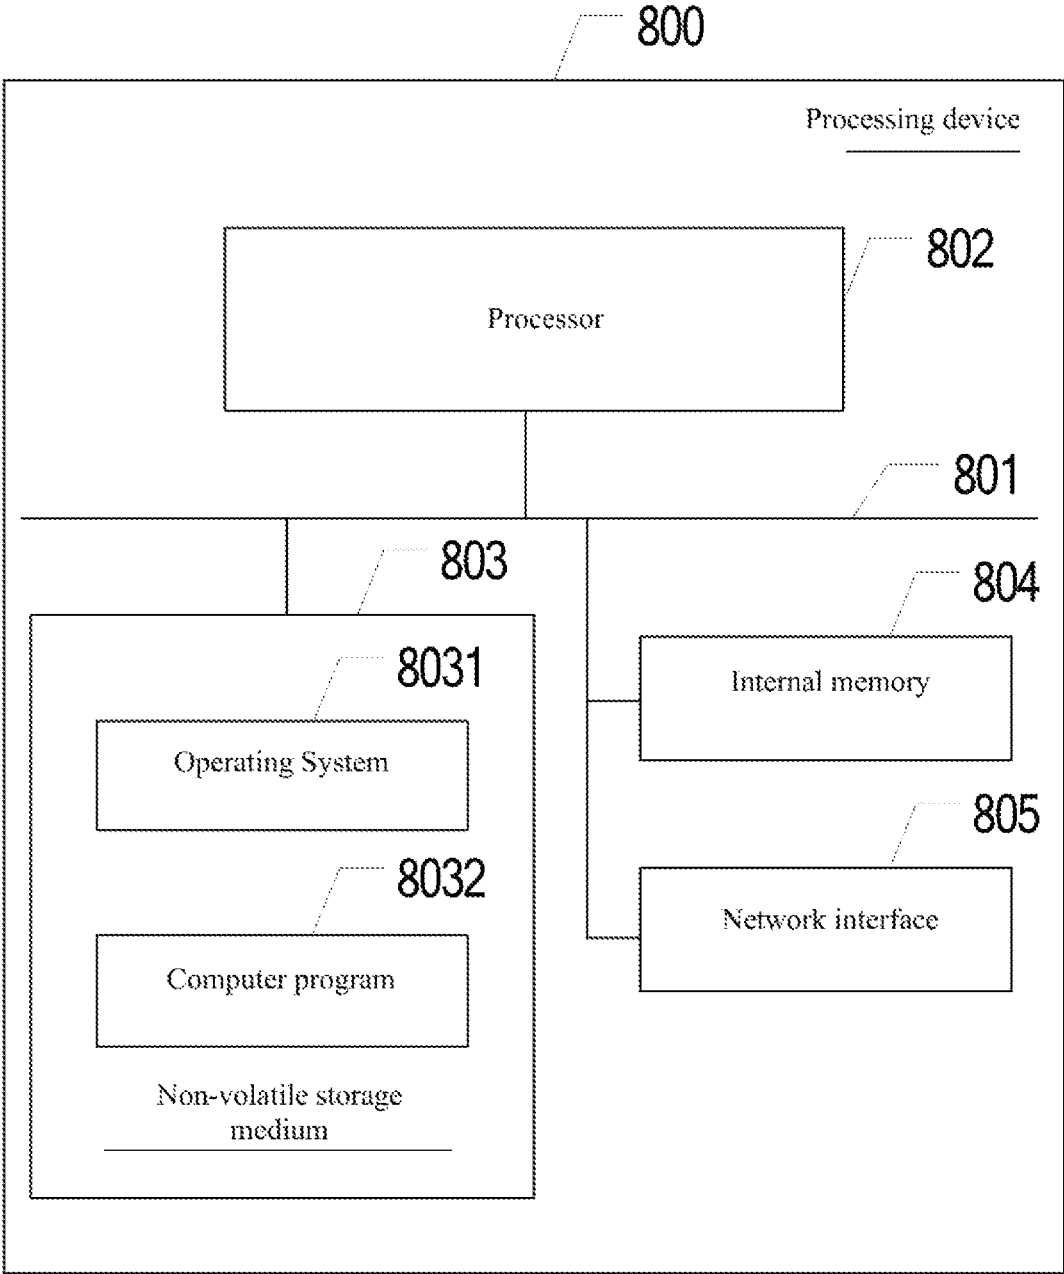 800
Processing device
802
Processor
801
803
804
8031
Internal memory
Operating System
805
8032
Network interface
Computer program
Non-volatile storage
medium